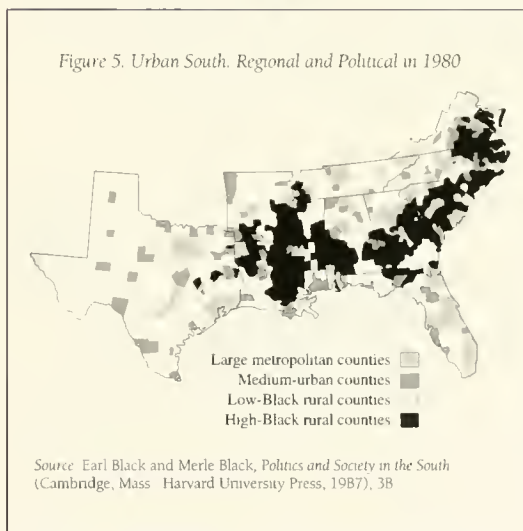 Figure 5. Urban South. Regional and Political in 1980
Large metropolitan counties
Medium-urban counties
Low-Black rural counties
High-Black rural counties
Source Earl Black and Merle Black, Politics and Society in the South
(Cambridge, Mass Harvard University Press, 19B7), 3B